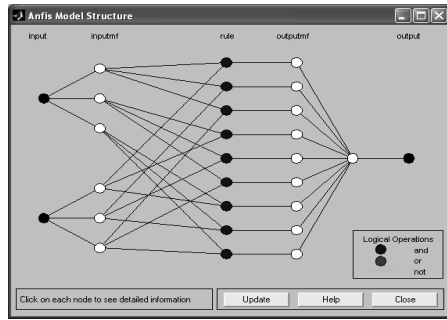 Anfis Model Structure
input inputmf rule outputmf output
Logical Operations
and
or
not
Click on each node to see detailed information
Update Help Close